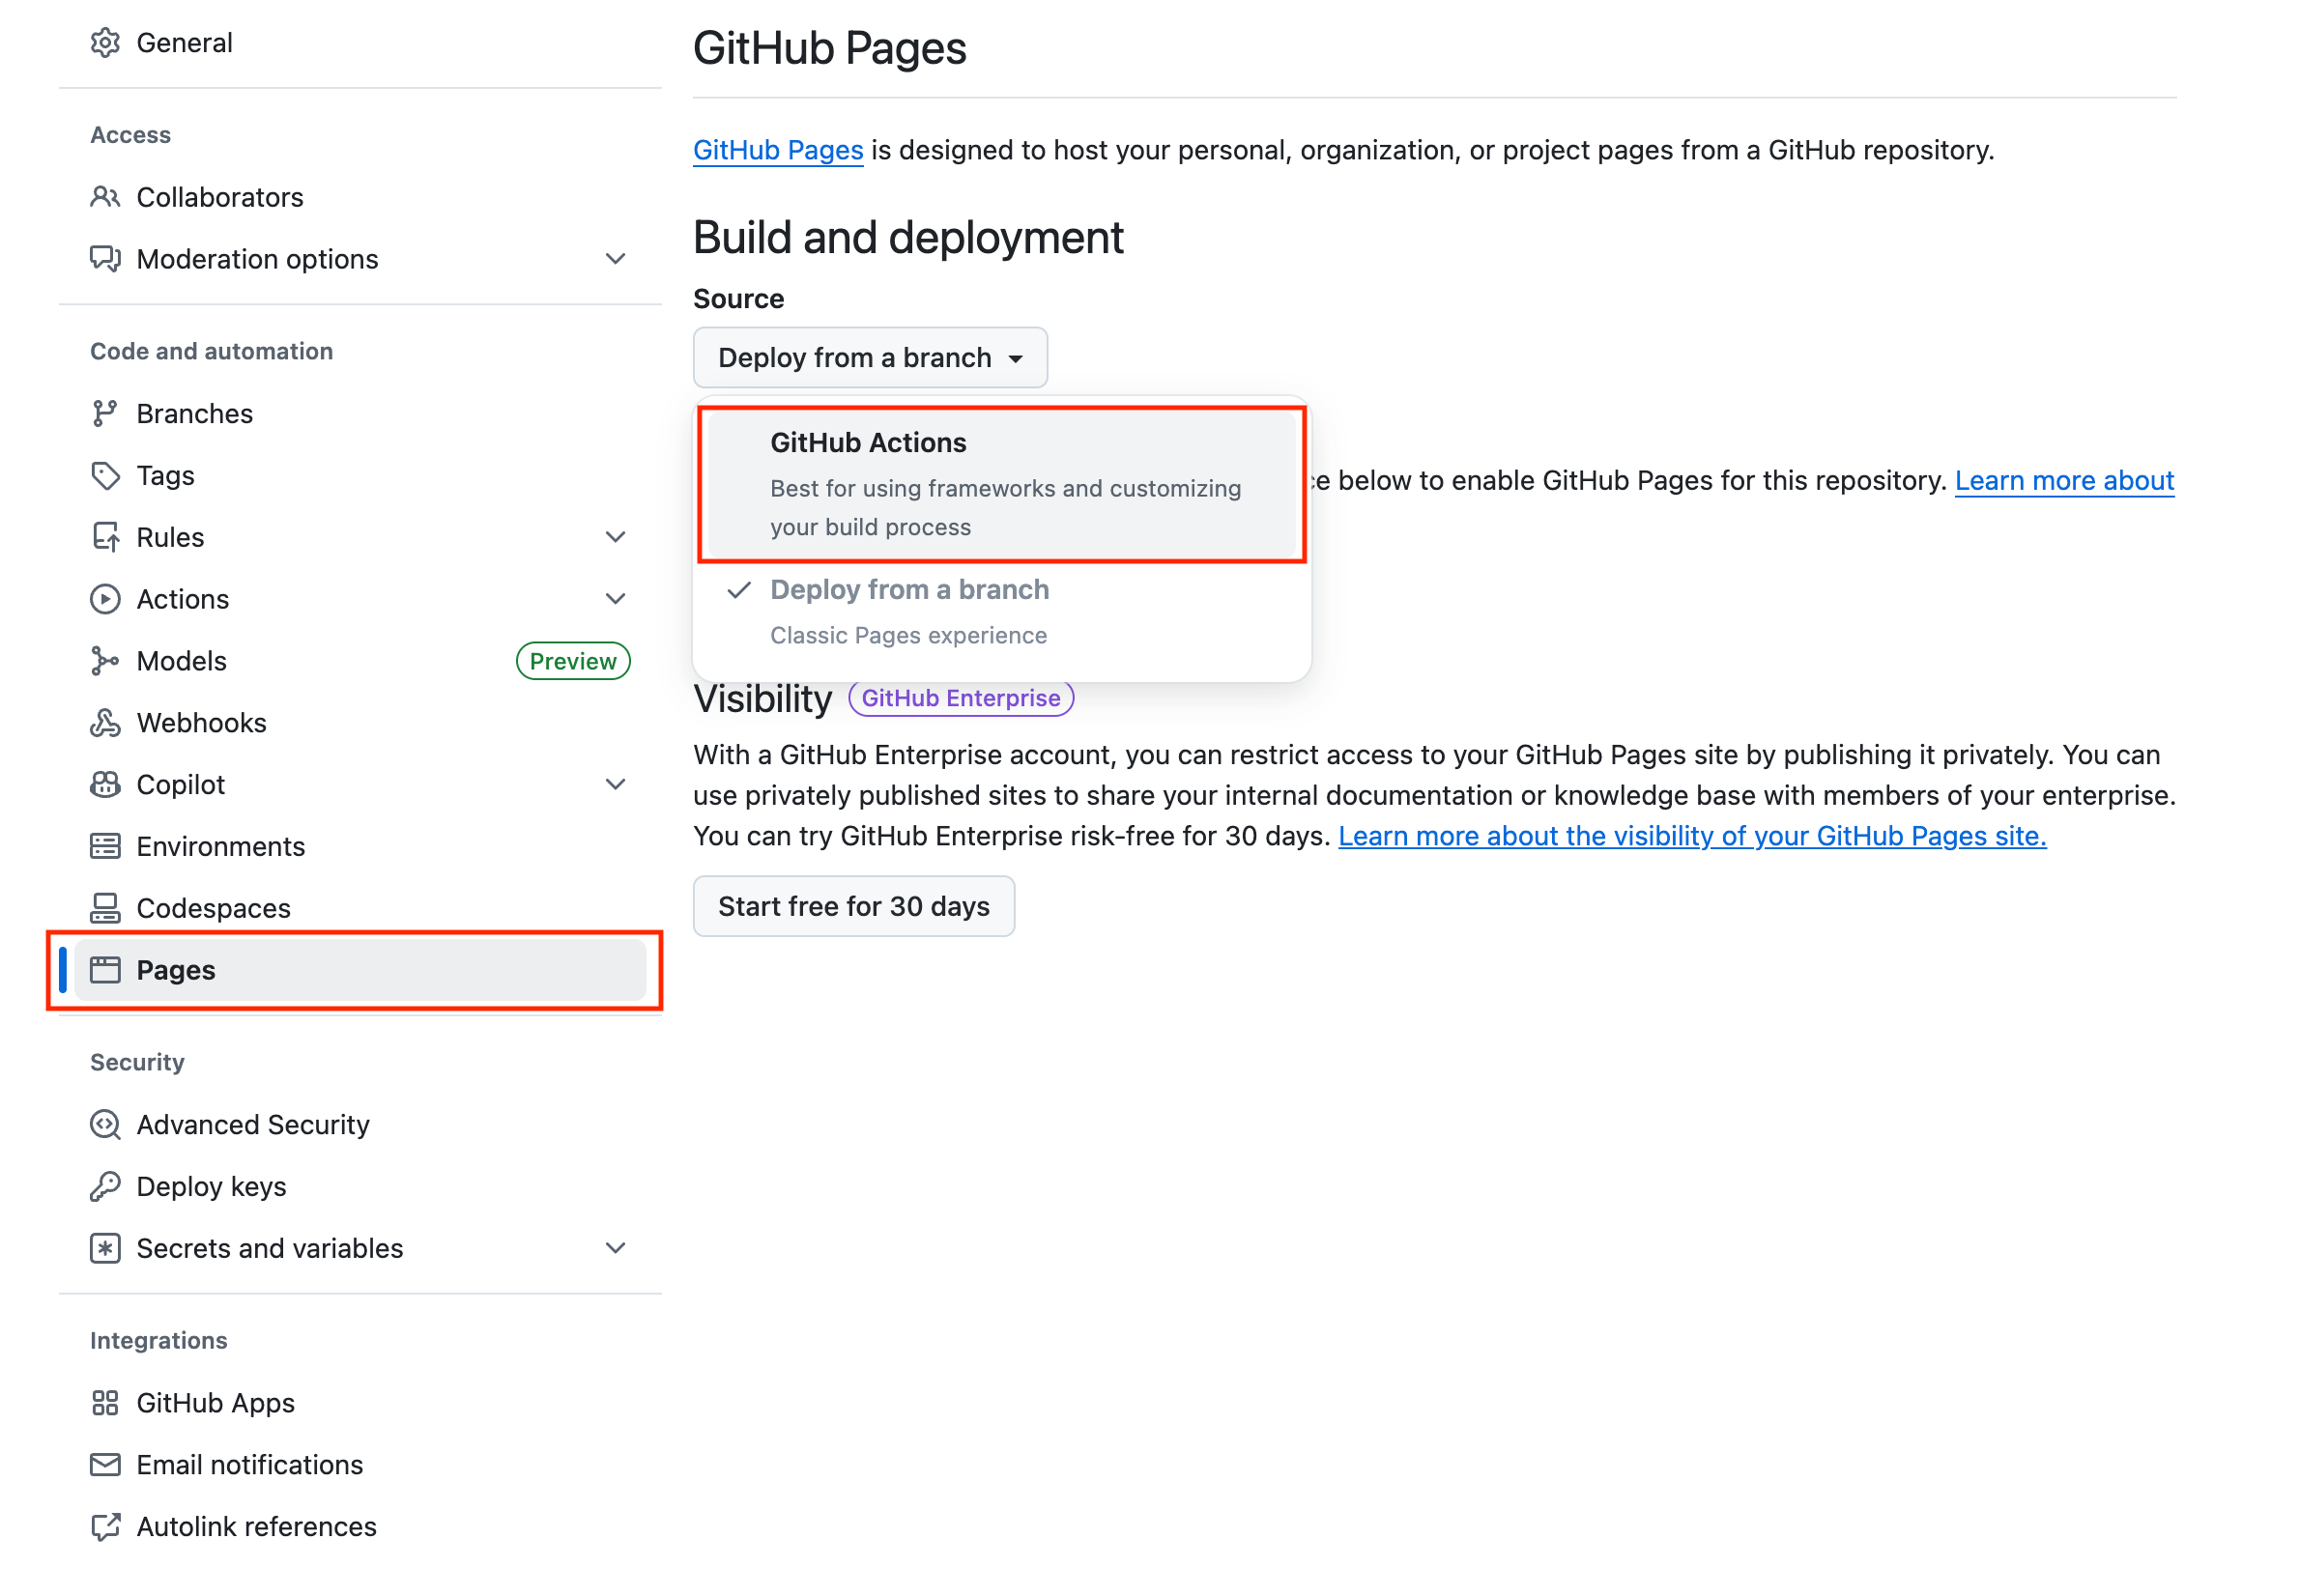 General
Access
Collaborators
Moderation options
Code and automation
Branches
Tags
Rules
Actions
Models Preview
Webhooks
Copilot
Environments
Codespaces
Pages
Security
Advanced Security
Deploy keys
Secrets and variables
Integrations
GitHub Apps
Email notifications
Autolink references
GitHub Pages
GitHub Pages is designed to host your personal, organization, or project pages from a GitHub repository.
Build and deployment
Source
Deploy from a branch
GitHub Actions
Best for using frameworks and customizing
your build process
below to enable GitHub Pages for this repository. Learn more about
Deploy from a branch
Classic Pages experience
Visibility GitHub Enterprise
With a GitHub Enterprise account, you can restrict access to your GitHub Pages site by publishing it privately. You can
use privately published sites to share your internal documentation or knowledge base with members of your enterprise.
You can try GitHub Enterprise risk-free for 30 days. Learn more about the visibility of your GitHub Pages site.
Start free for 30 days